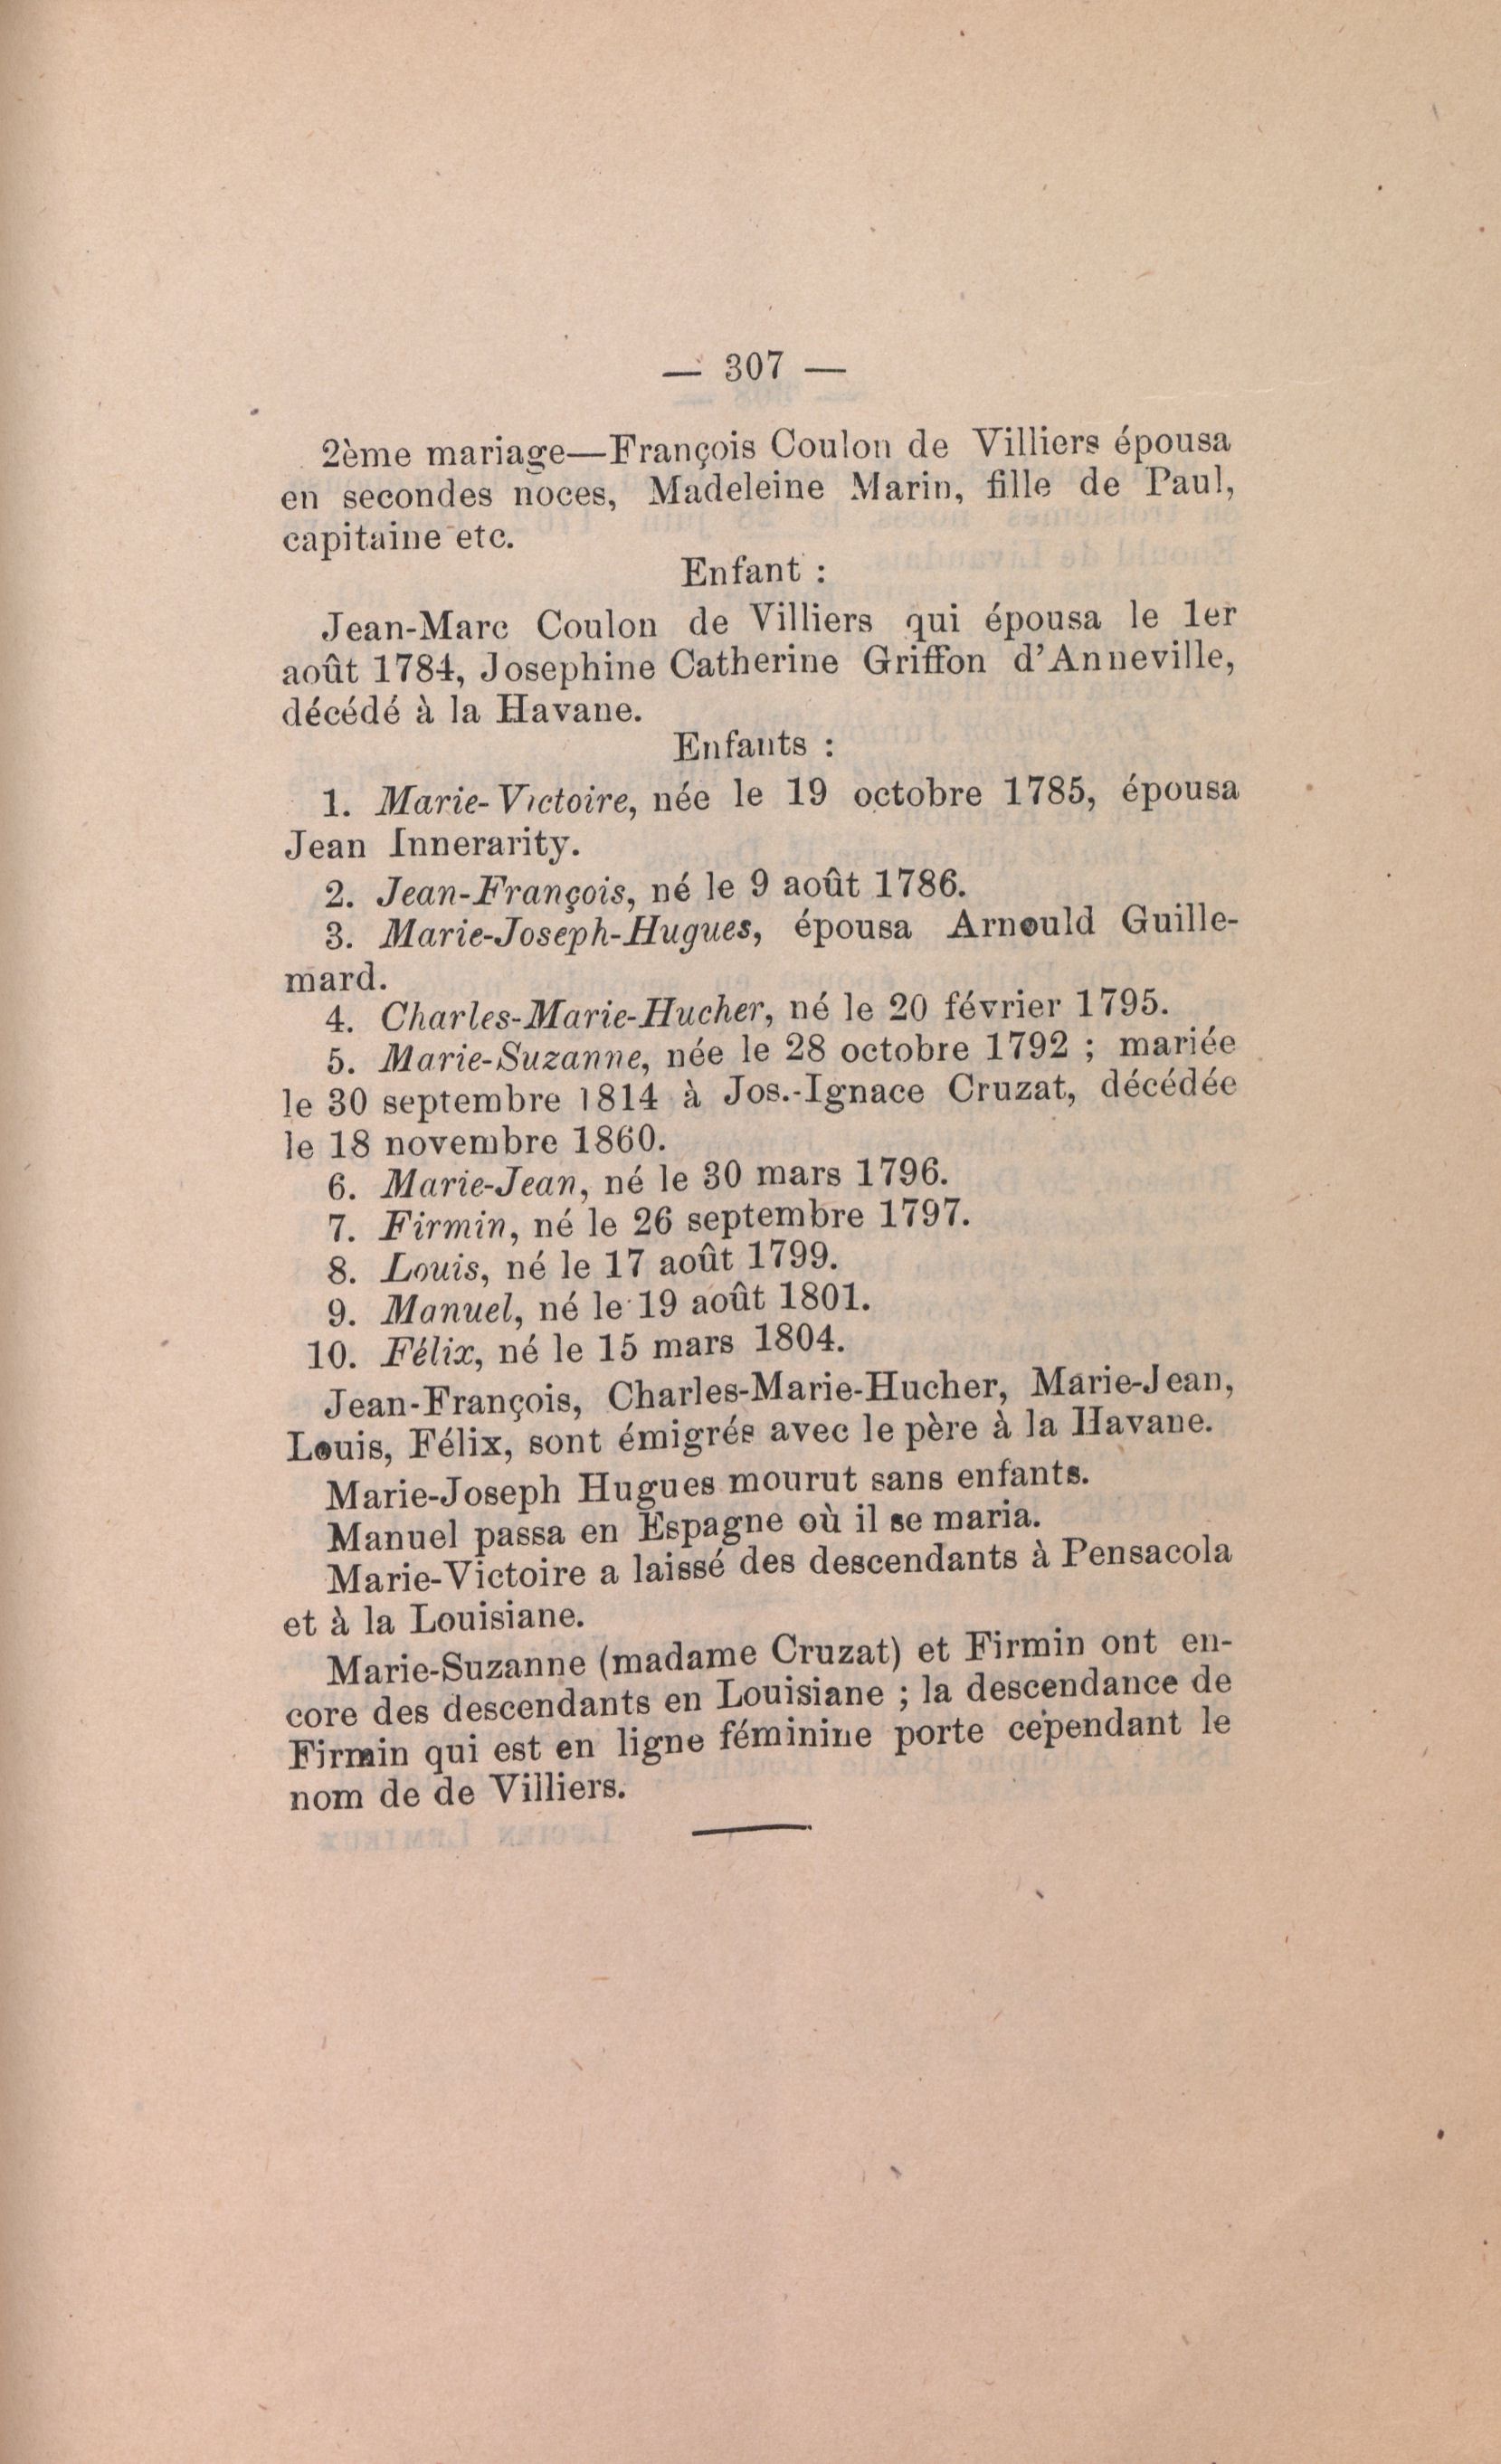 — 307 —
2ème mariage—François Coulon de Villiers épousa
en secondes noces, Madeleine Marin, fille de Paul,
capitaine etc.
Enfant :
Jean-Marc Coulon de Villiers qui épousa le 1er
août 1784, Josephine Catherine Griffon d'Anneville,
décédé à la Havane.
Enfants :
1. Marie-Victoire, née le 19 octobre 1785, épousa
Jean Innerarity.
2. Jean-François, né le 9 août 1786.
3. Marie-Joseph-Hugues, épousa Arnould Guille-
mard.
4. Charles-Marie-Hucher, né le 20 février 1795.
5. Marie-Suzanne, née le 28 octobre 1792 ; mariée
le 30 septembre 1814 à Jos.-Ignace Cruzat, décédée
le 18 novembre 1860.
6. Marie-Jean, né le 30 mars 1796.
7. Firmin, né le 26 septembre 1797.
8. Louis, né le 17 août 1799.
9. Manuel, né le 19 août 1801.
10. Félix, né le 15 mars 1804.
Jean-François, Charles-Marie-Hucher, Marie-Jean,
Louis, Félix, sont émigrés avec le père à la Havane.
Marie-Joseph Hugues mourut sans enfants.
Manuel passa en Espagne où il se maria.
Marie-Victoire a laissé des descendants à Pensacola
et à la Louisiane.
Marie-Suzanne (madame Cruzat) et Firmin ont en-
core des descendants en Louisiane ; la descendance de
Firmin qui est en ligne féminine porte cependant le
nom de de Villiers.